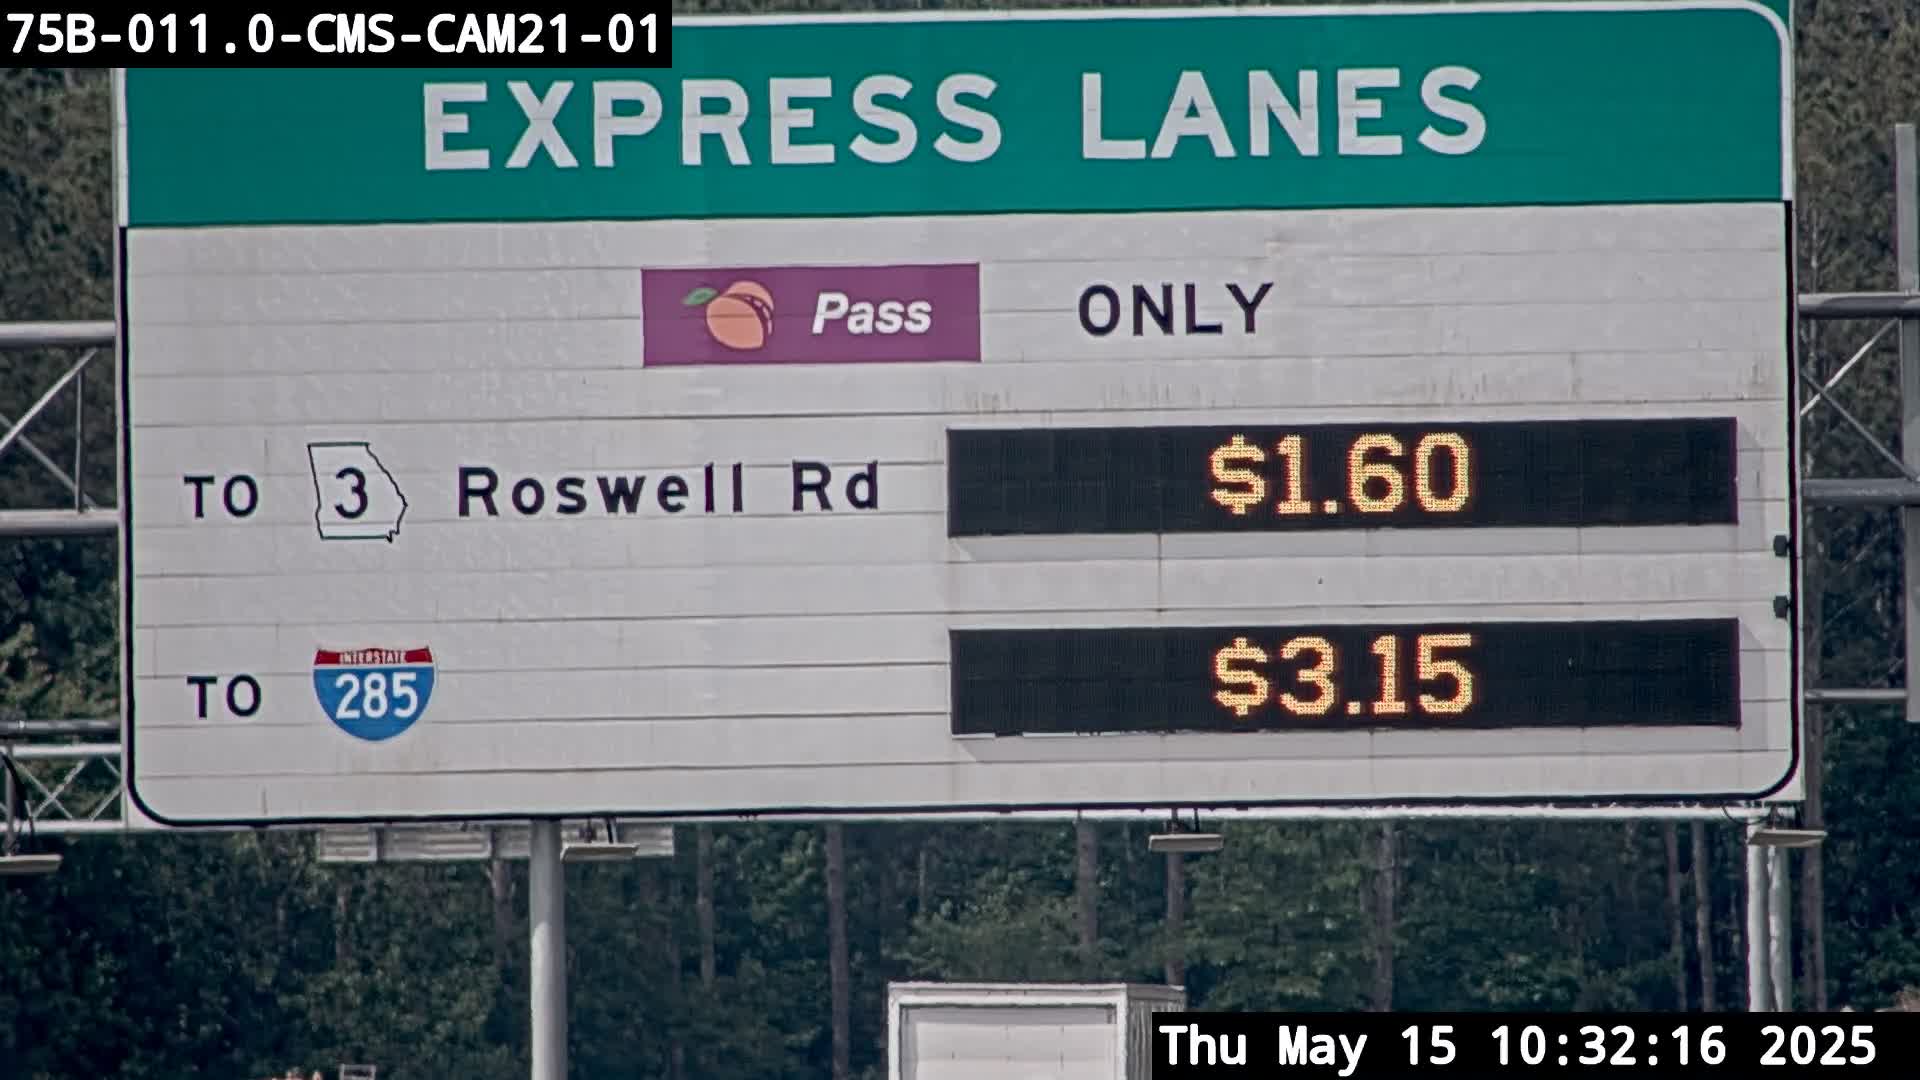 75B-011.0-CMS-CAM21-01
EXPRESS LANES
Pass ONLY
TO 3 Roswell Rd $1.60
INTERSTATE
TO 285 $3.15
Thu May 15 10:32:16 2025